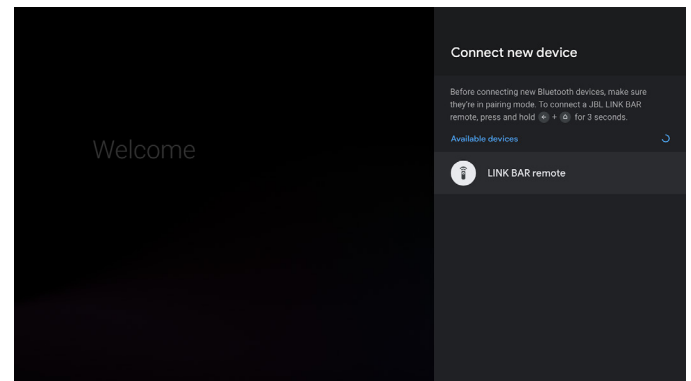 Connect new device
Before connecting new Bluetooth devices, make sure
they're in pairing mode. To connect a JBL LINK BAR
remote, press and hold ← + ⌂ for 3 seconds.
Available devices
Welcome
LINK BAR remote